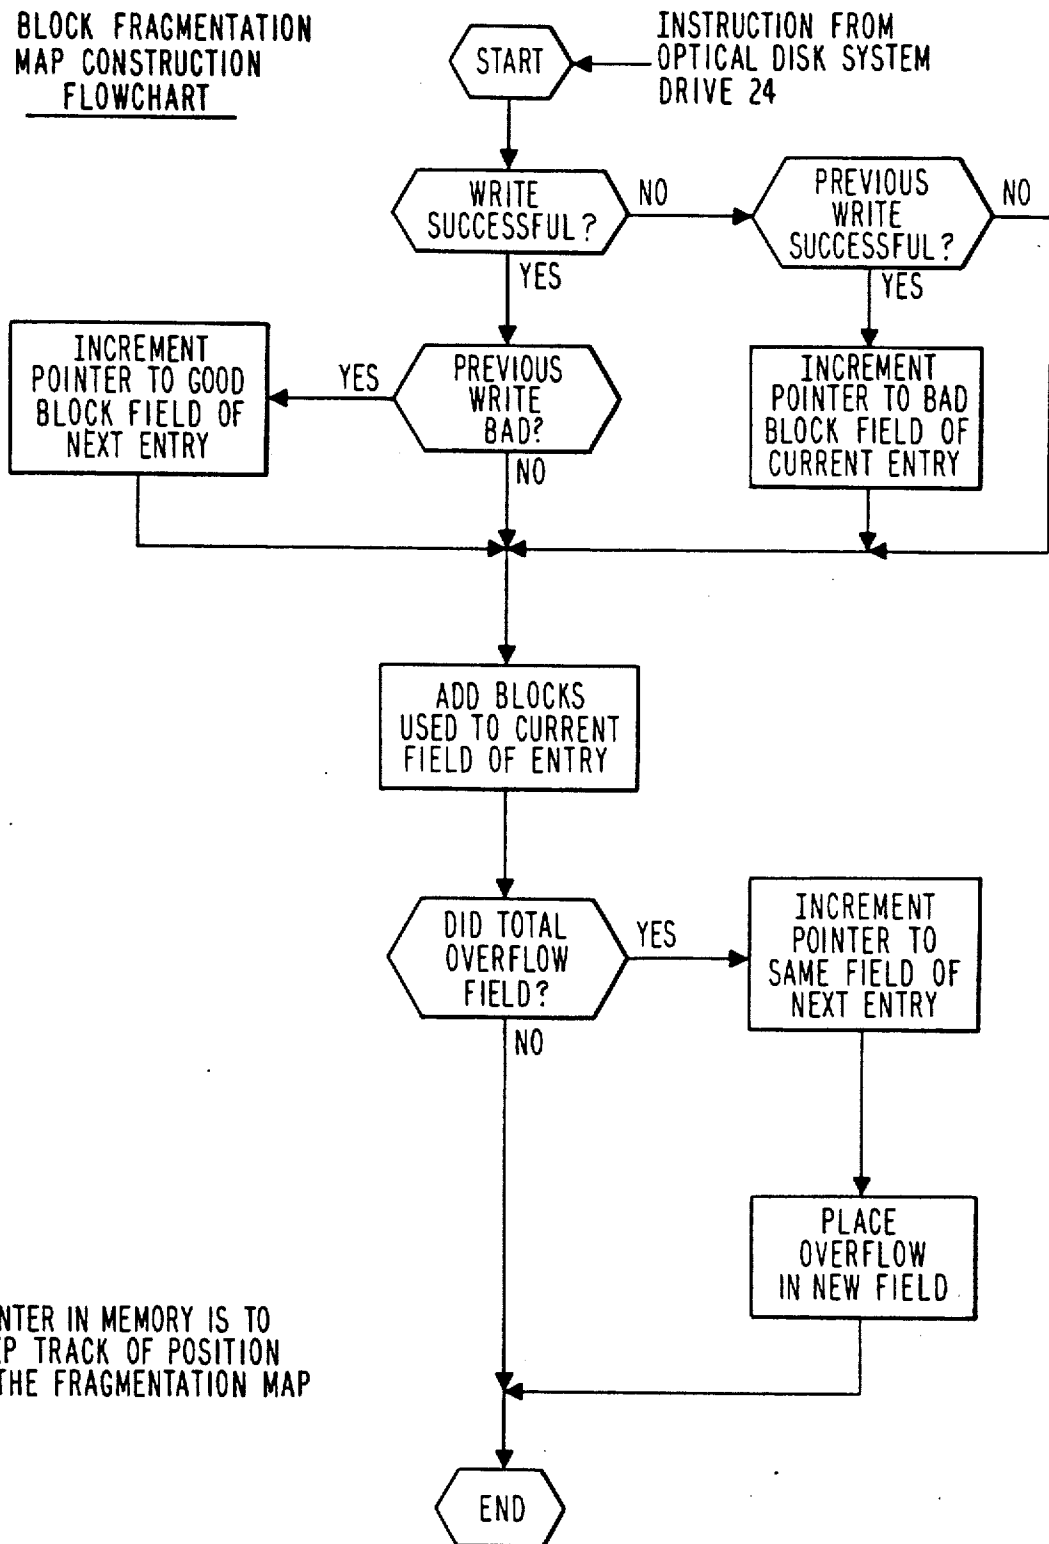 BLOCK FRAGMENTATION
MAP CONSTRUCTION
FLOWCHART
START
INSTRUCTION FROM
OPTICAL DISK SYSTEM
DRIVE 24
WRITE
SUCCESSFUL?
NO
PREVIOUS
WRITE
SUCCESSFUL?
NO
YES
YES
INCREMENT
POINTER TO GOOD
BLOCK FIELD OF
NEXT ENTRY
YES
PREVIOUS
WRITE
BAD?
INCREMENT
POINTER TO BAD
BLOCK FIELD OF
CURRENT ENTRY
NO
ADD BLOCKS
USED TO CURRENT
FIELD OF ENTRY
DID TOTAL
OVERFLOW
FIELD?
YES
INCREMENT
POINTER TO
SAME FIELD OF
NEXT ENTRY
NO
PLACE
OVERFLOW
IN NEW FIELD
NTER IN MEMORY IS TO
EP TRACK OF POSITION
THE FRAGMENTATION MAP
END